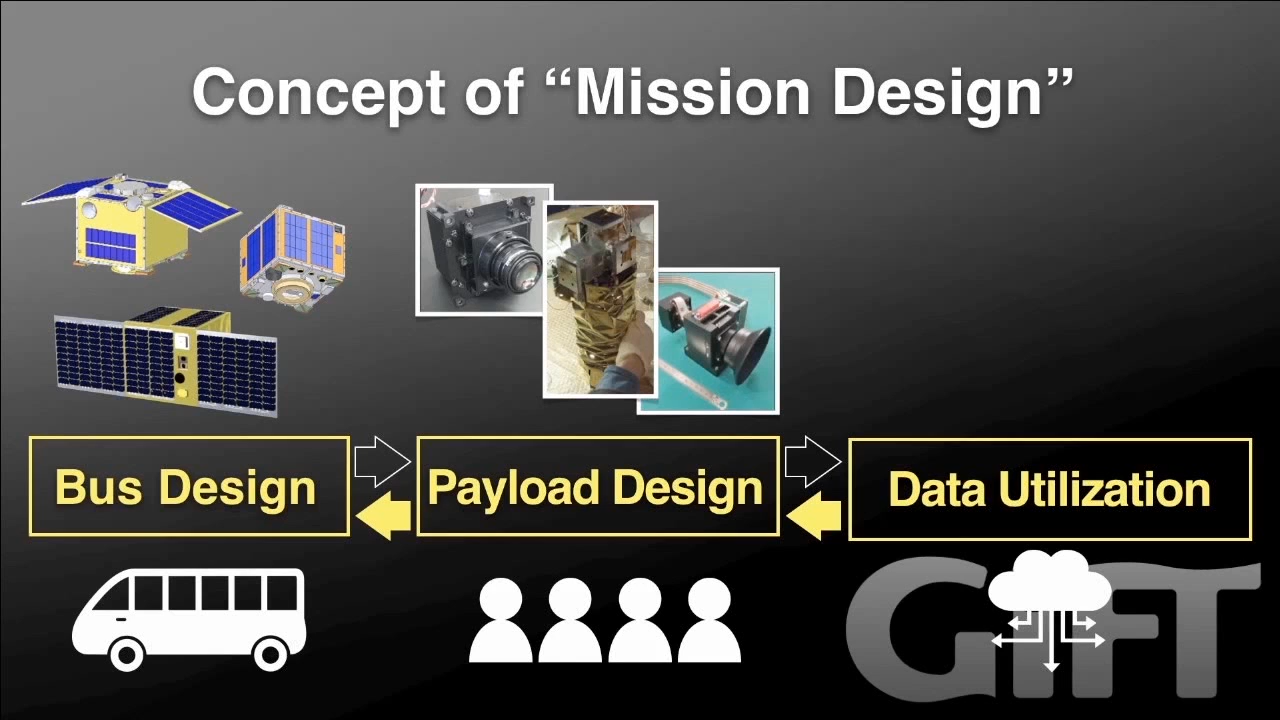 Concept of “Mission Design”
Bus Design
Payload Design
Data Utilization
GIFT